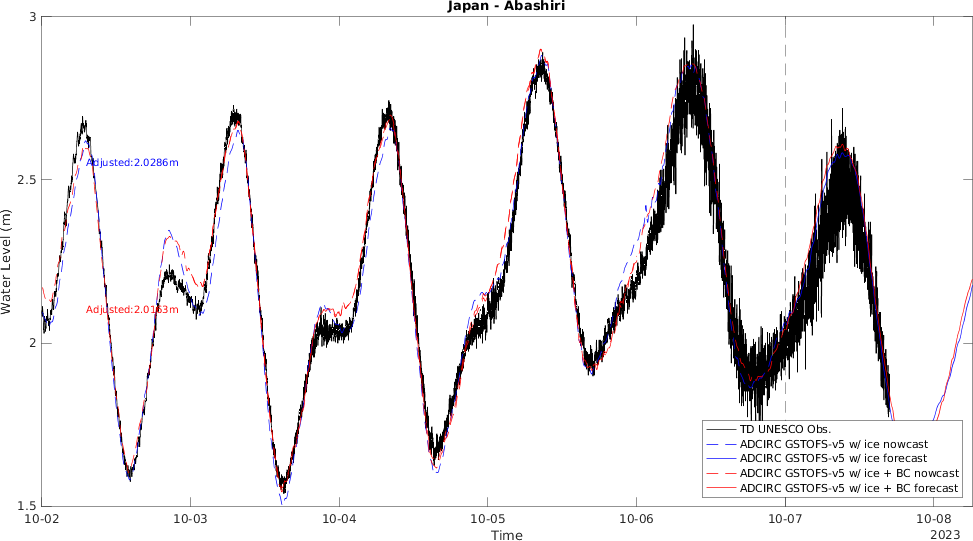 Japan - Abashiri
3
2.5
2
1.5
Water Level (m)
Adjusted:2.0286m
Adjusted:2.0163m
TD UNESCO Obs.
ADCIRC GSTOFS-v5 w/ ice nowcast
ADCIRC GSTOFS-v5 w/ ice forecast
ADCIRC GSTOFS-v5 w/ ice + BC nowcast
ADCIRC GSTOFS-v5 w/ ice + BC forecast
10-02 10-03 10-04 10-05 10-06 10-07 10-08
Time
2023